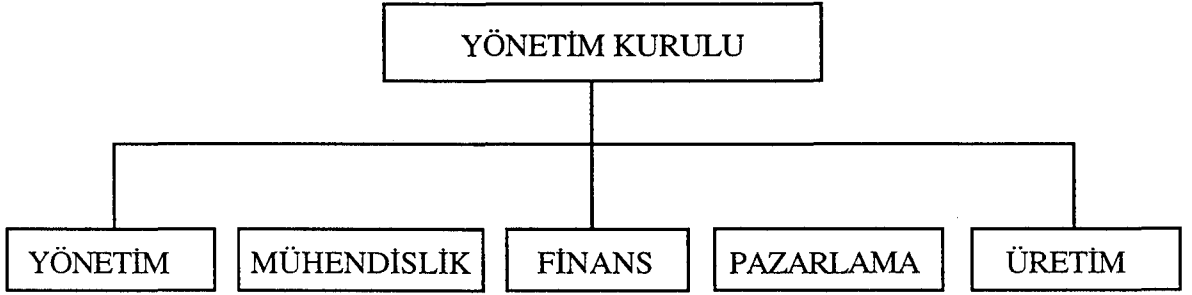 YÖNETİM KURULU
YÖNETİM
MÜHENDİSLİK
FİNANS
PAZARLAMA
ÜRETİM